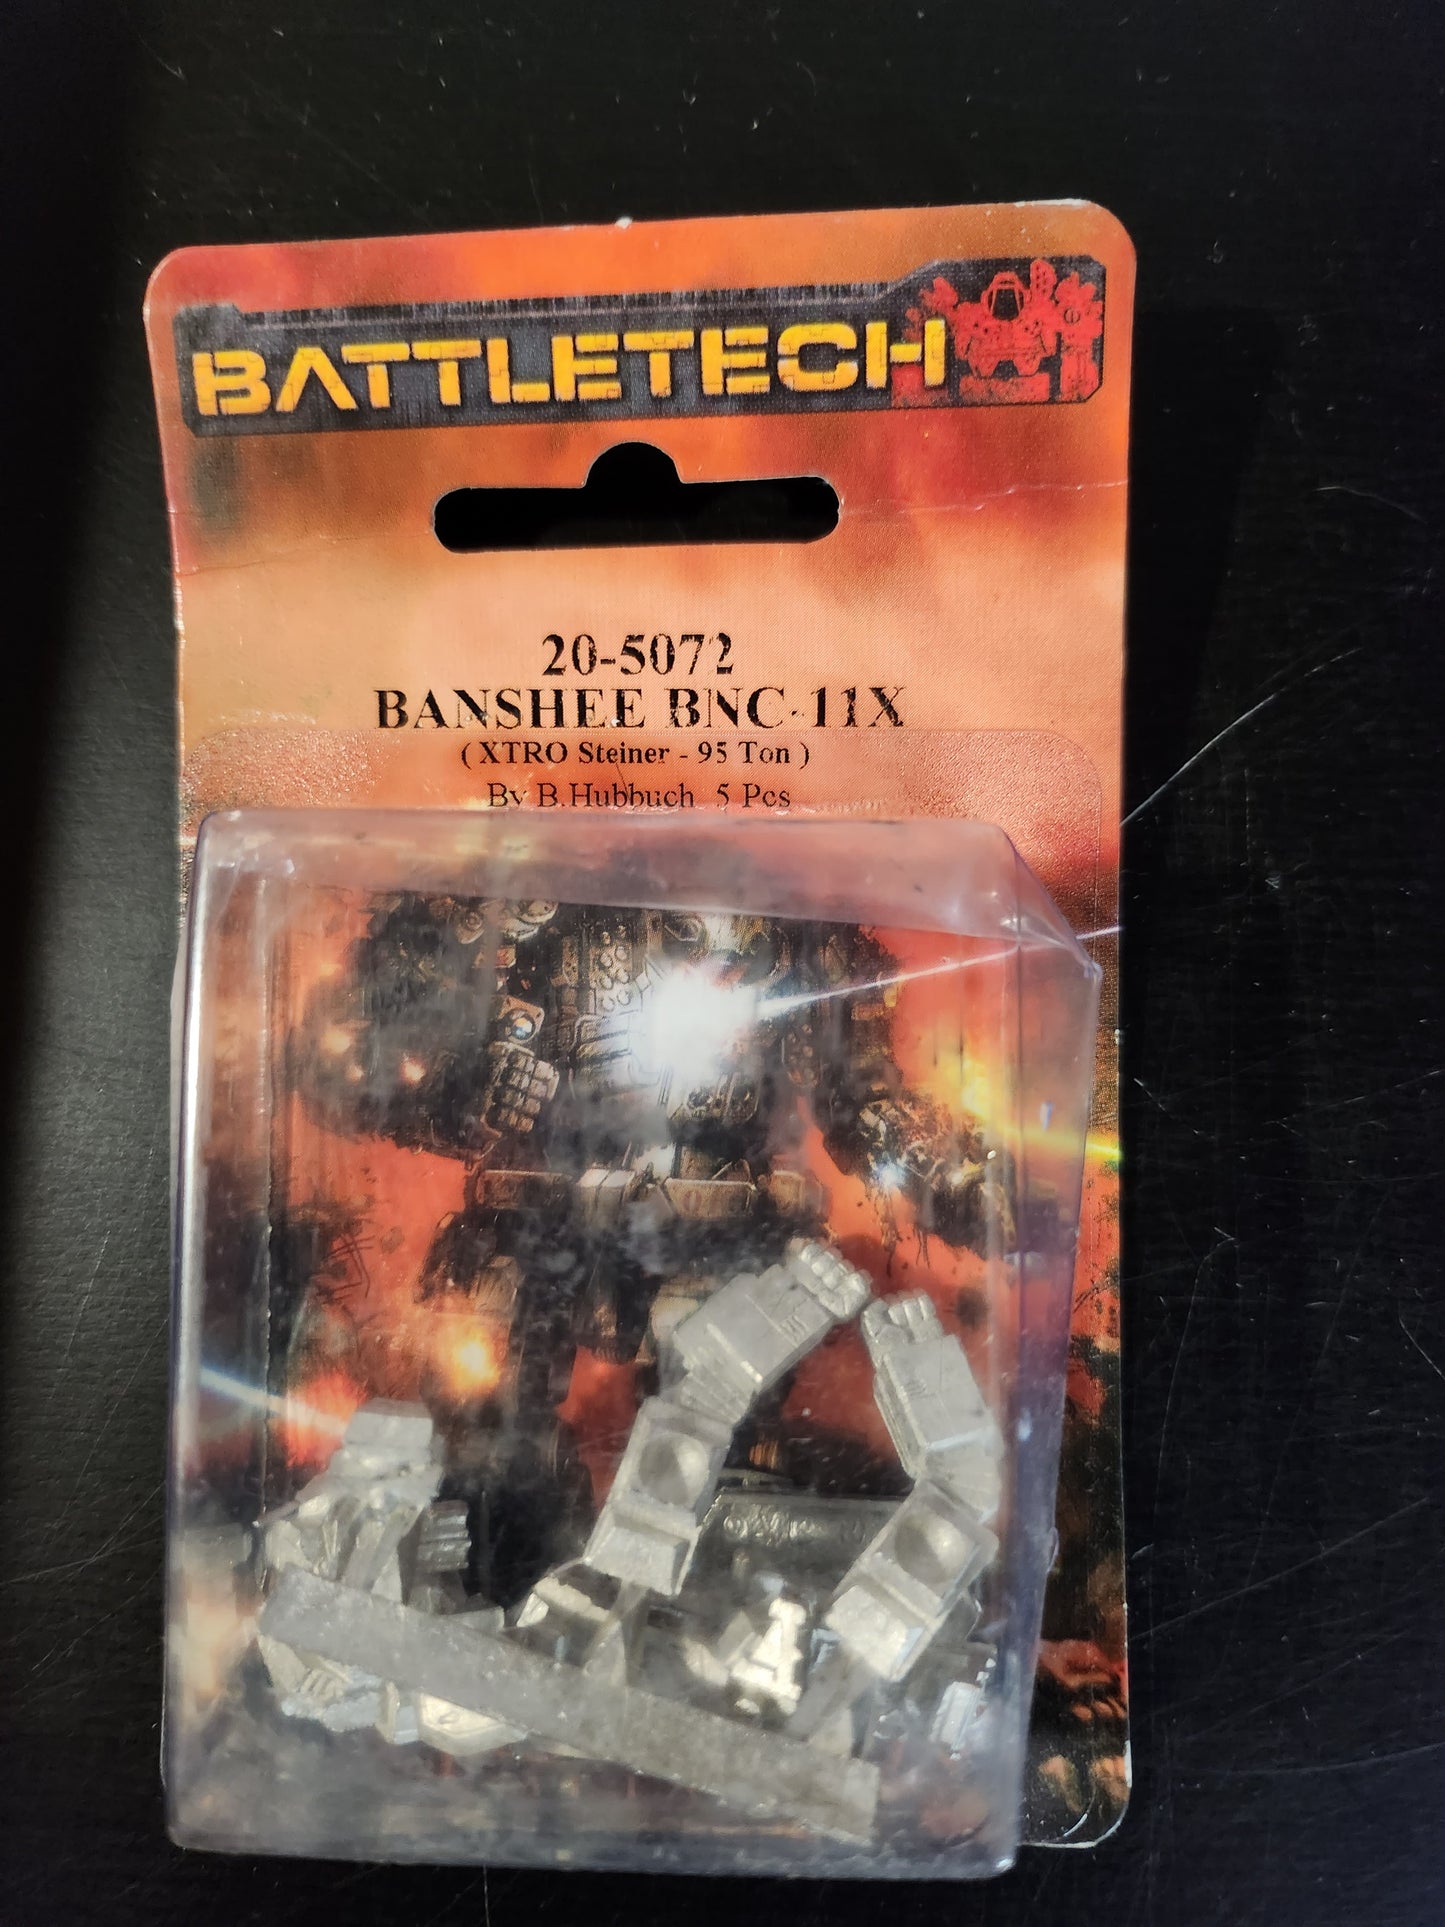 BATTLETECH
20-5072
BANSHEE BNC-11X
( XTRO Steiner - 95 Ton )
By B.Hubbuch 5 Pcs